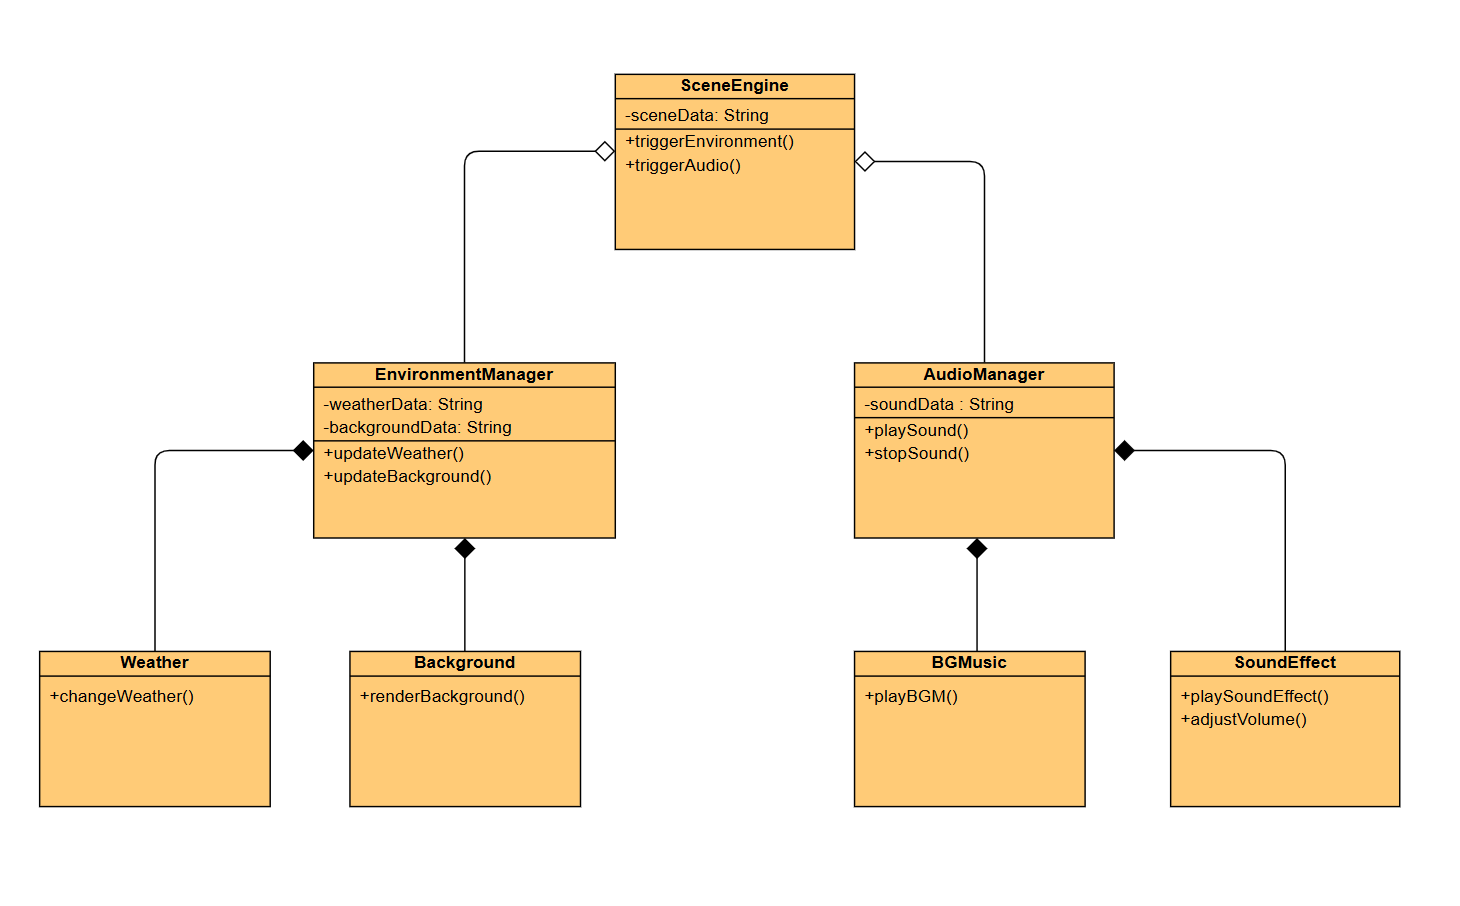 SceneEngine
-sceneData: String
+triggerEnvironment()
+triggerAudio()
EnvironmentManager
-weatherData: String
-backgroundData: String
+updateWeather()
+updateBackground()
AudioManager
-soundData : String
+playSound()
+stopSound()
Weather
+changeWeather()
Background
+renderBackground()
BGMusic
+playBGM()
SoundEffect
+playSoundEffect()
+adjustVolume()